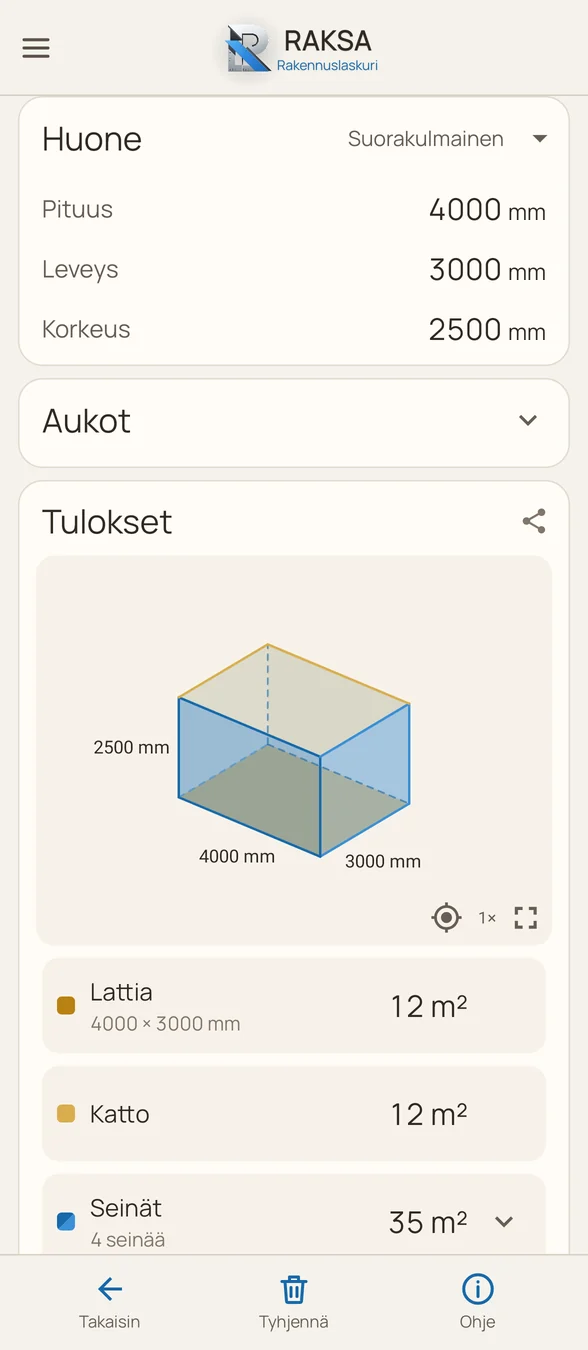 RAKSA
Rakennuslaskuri
Huone
Suorakulmainen
Pituus
4000 mm
Leveys
3000 mm
Korkeus
2500 mm
Aukot
Tulokset
2500 mm
4000 mm
3000 mm
1×
Lattia
4000 × 3000 mm
12 m²
Katto
12 m²
Seinät
4 seinää
35 m²
Takaisin
Tyhjennä
Ohje